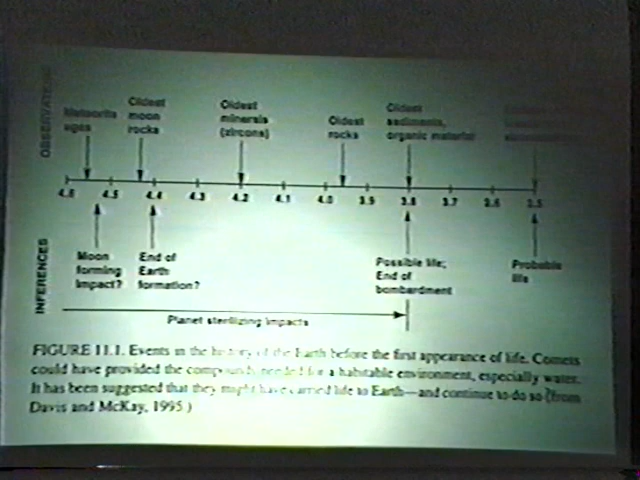 OBSERVATIONS
Meteorite
ages
Oldest
moon
rocks
Oldest
minerals
(zircons)
Oldest
rocks
Oldest
sediments,
organic material
4.6 4.5 4.4 4.3 4.2 4.1 4.0 3.9 3.8 3.7 3.6 3.5
INFERENCES
Moon
forming
impact?
End of
Earth
formation?
Possible life;
End of
bombardment
Probable
life
Planet sterilizing impacts
FIGURE 11.1. Events in the history of the Earth before the first appearance of life. Comets
could have provided the compounds needed for a habitable environment, especially water.
It has been suggested that they might have carried life to Earth—and continue to do so (from
Davis and McKay, 1995.)